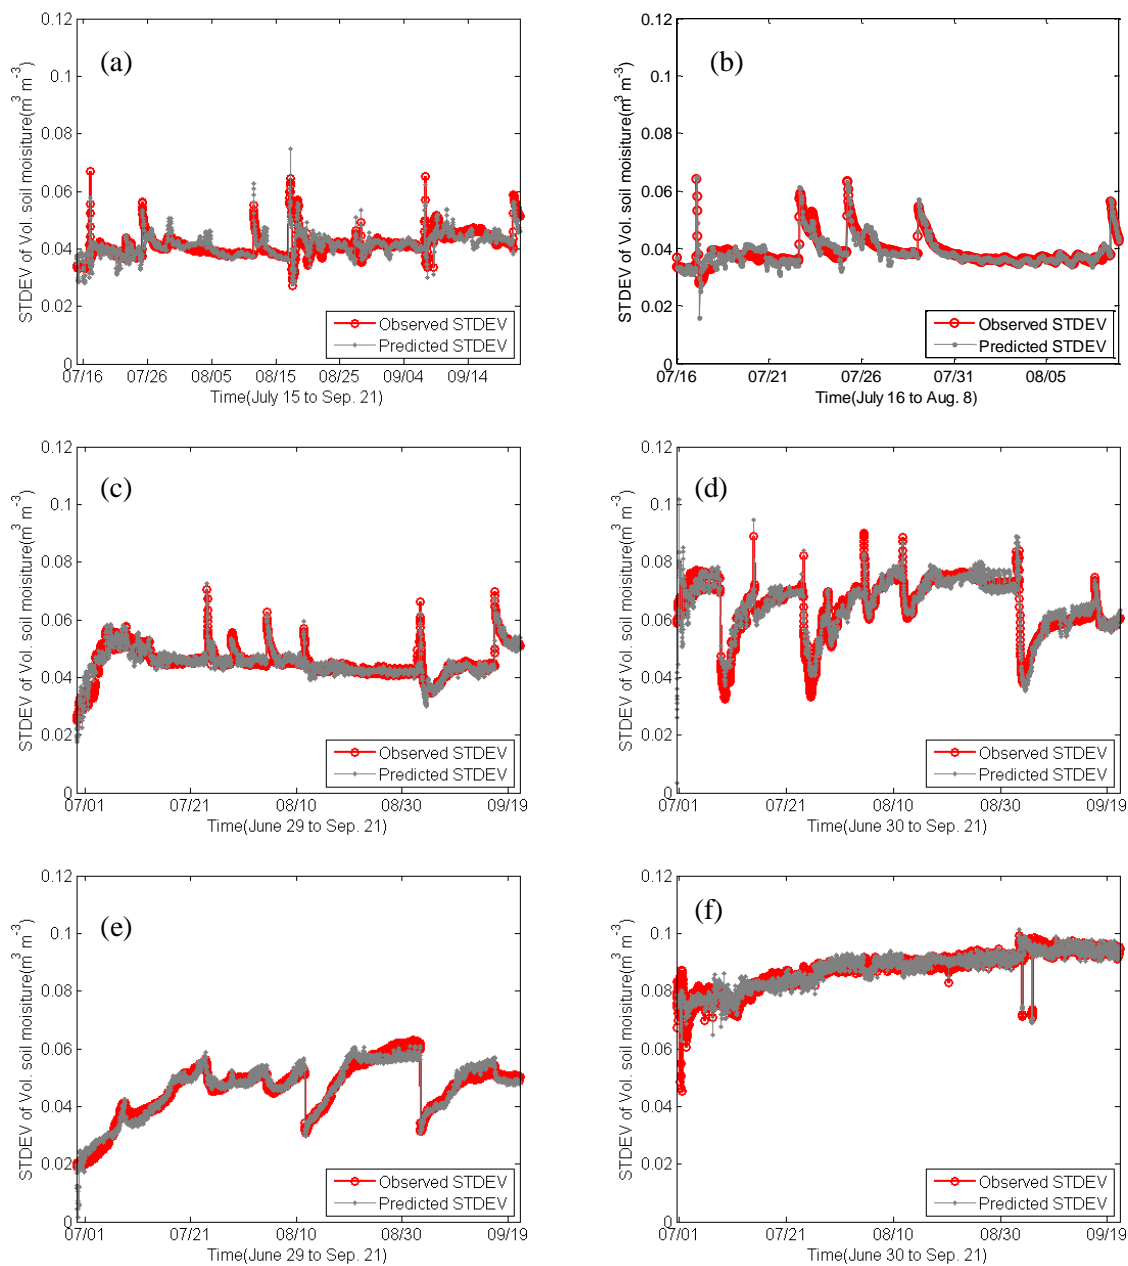 (a)
STDEV of Vol. soil moisiture(m³ m⁻³)
0.12
0.1
0.08
0.06
0.04
0.02
0
Observed STDEV
Predicted STDEV
07/16 07/26 08/05 08/15 08/25 09/04 09/14
Time(July 15 to Sep. 21)
(b)
STDEV of Vol. soil moisiture(m³ m⁻³)
0.12
0.1
0.08
0.06
0.04
0.02
0
Observed STDEV
Predicted STDEV
07/16 07/21 07/26 07/31 08/05
Time(July 16 to Aug. 8)
(c)
STDEV of Vol. soil moisiture(m³ m⁻³)
0.12
0.1
0.08
0.06
0.04
0.02
0
Observed STDEV
Predicted STDEV
07/01 07/21 08/10 08/30 09/19
Time(June 29 to Sep. 21)
(d)
STDEV of Vol. soil moisiture(m³ m⁻³)
0.12
0.1
0.08
0.06
0.04
0.02
0
Observed STDEV
Predicted STDEV
07/01 07/21 08/10 08/30 09/19
Time(June 30 to Sep. 21)
(e)
STDEV of Vol. soil moisiture(m³ m⁻³)
0.12
0.1
0.08
0.06
0.04
0.02
0
Observed STDEV
Predicted STDEV
07/01 07/21 08/10 08/30 09/19
Time(June 29 to Sep. 21)
(f)
STDEV of Vol. soil moisiture(m³ m⁻³)
0.12
0.1
0.08
0.06
0.04
0.02
0
Observed STDEV
Predicted STDEV
07/01 07/21 08/10 08/30 09/19
Time(June 30 to Sep. 21)